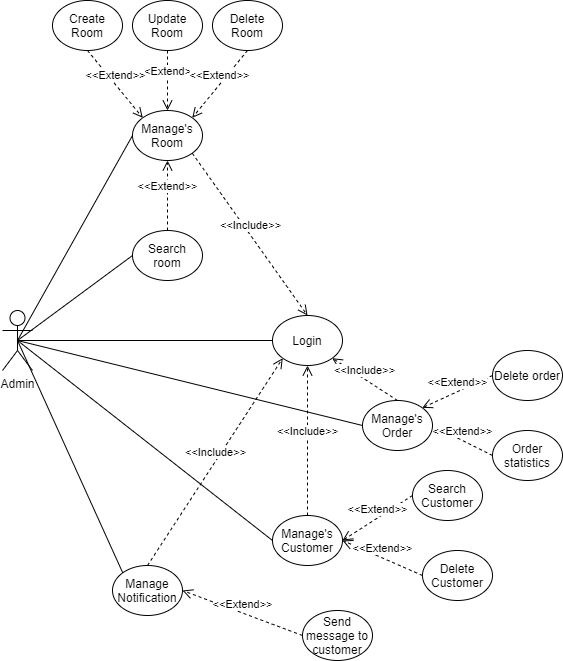 Create
Room
Update
Room
Delete
Room
<<Extend>>
<Extend>
<<Extend>>
Manage's
Room
<<Extend>>
<<Include>>
Search
room
Login
Admin
<<Include>>
Delete order
<<Extend>>
Manage's
Order
<<Extend>>
Order
statistics
<<Include>>
<<Include>>
Search
Customer
<<Extend>>
Manage's
Customer
<<Extend>>
Delete
Customer
Manage
Notification
<<Extend>>
Send
message to
customer